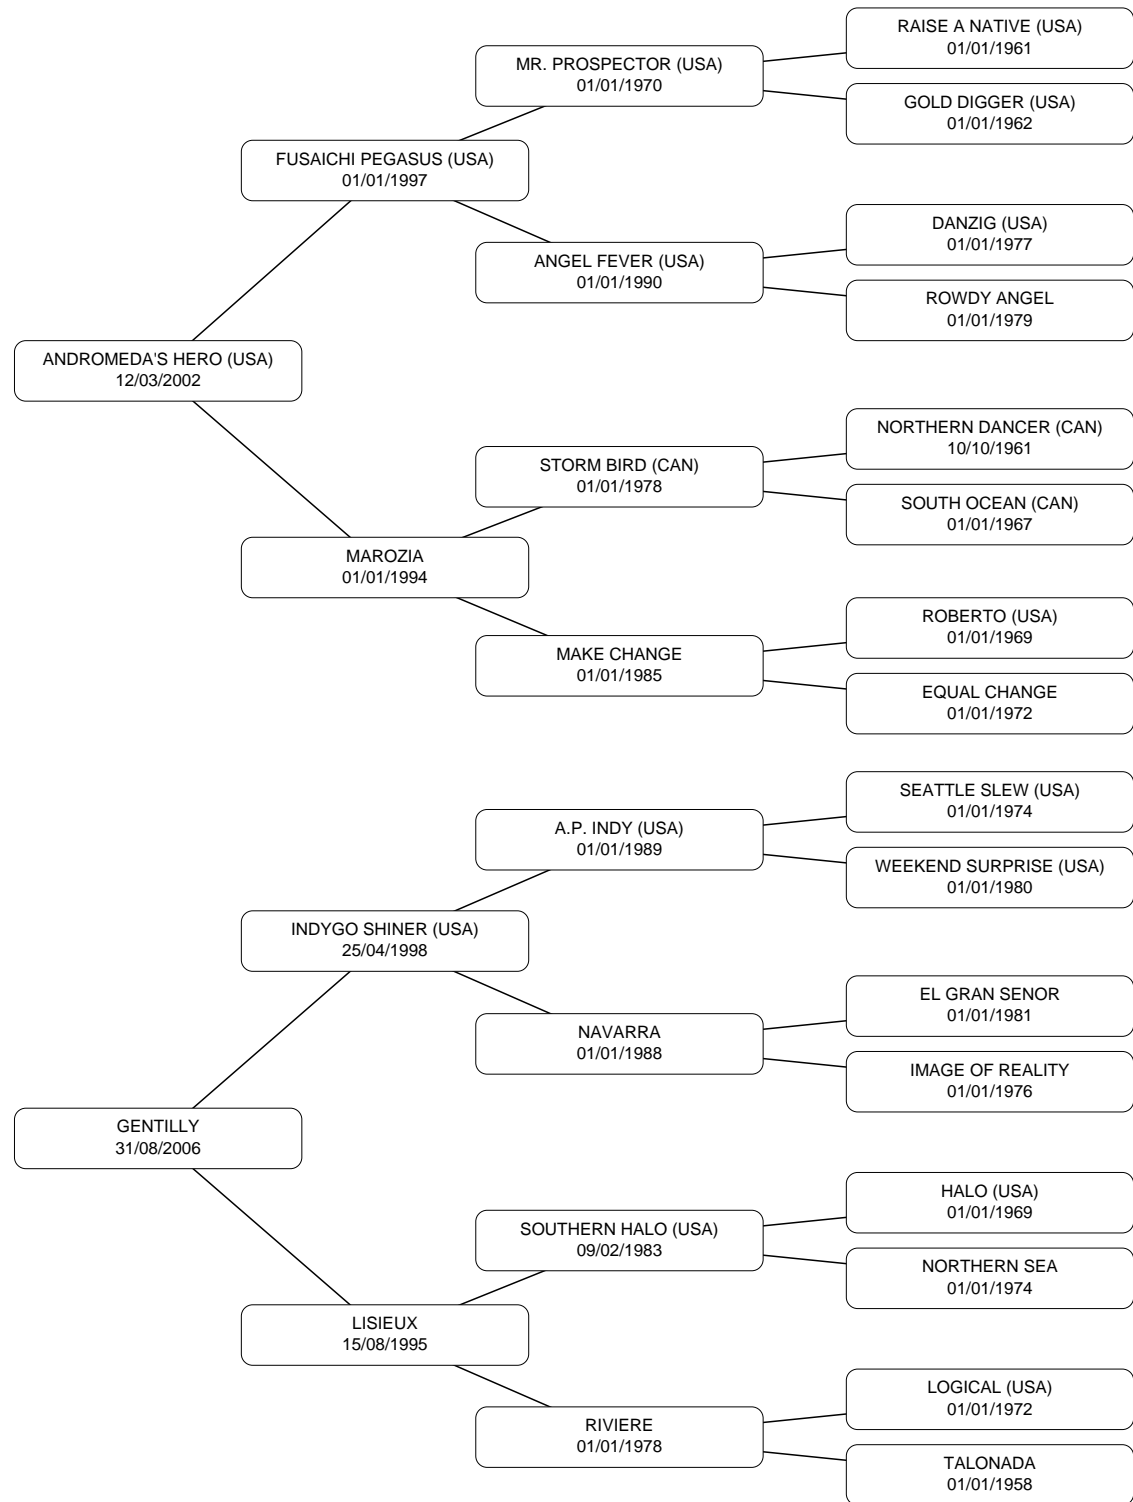 RAISE A NATIVE (USA)
01/01/1961
MR. PROSPECTOR (USA)
01/01/1970
GOLD DIGGER (USA)
01/01/1962
FUSAICHI PEGASUS (USA)
01/01/1997
DANZIG (USA)
01/01/1977
ANGEL FEVER (USA)
01/01/1990
ROWDY ANGEL
01/01/1979
ANDROMEDA'S HERO (USA)
12/03/2002
NORTHERN DANCER (CAN)
10/10/1961
STORM BIRD (CAN)
01/01/1978
SOUTH OCEAN (CAN)
01/01/1967
MAROZIA
01/01/1994
ROBERTO (USA)
01/01/1969
MAKE CHANGE
01/01/1985
EQUAL CHANGE
01/01/1972
SEATTLE SLEW (USA)
01/01/1974
A.P. INDY (USA)
01/01/1989
WEEKEND SURPRISE (USA)
01/01/1980
INDYGO SHINER (USA)
25/04/1998
EL GRAN SENOR
01/01/1981
NAVARRA
01/01/1988
IMAGE OF REALITY
01/01/1976
GENTILLY
31/08/2006
HALO (USA)
01/01/1969
SOUTHERN HALO (USA)
09/02/1983
NORTHERN SEA
01/01/1974
LISIEUX
15/08/1995
LOGICAL (USA)
01/01/1972
RIVIERE
01/01/1978
TALONADA
01/01/1958